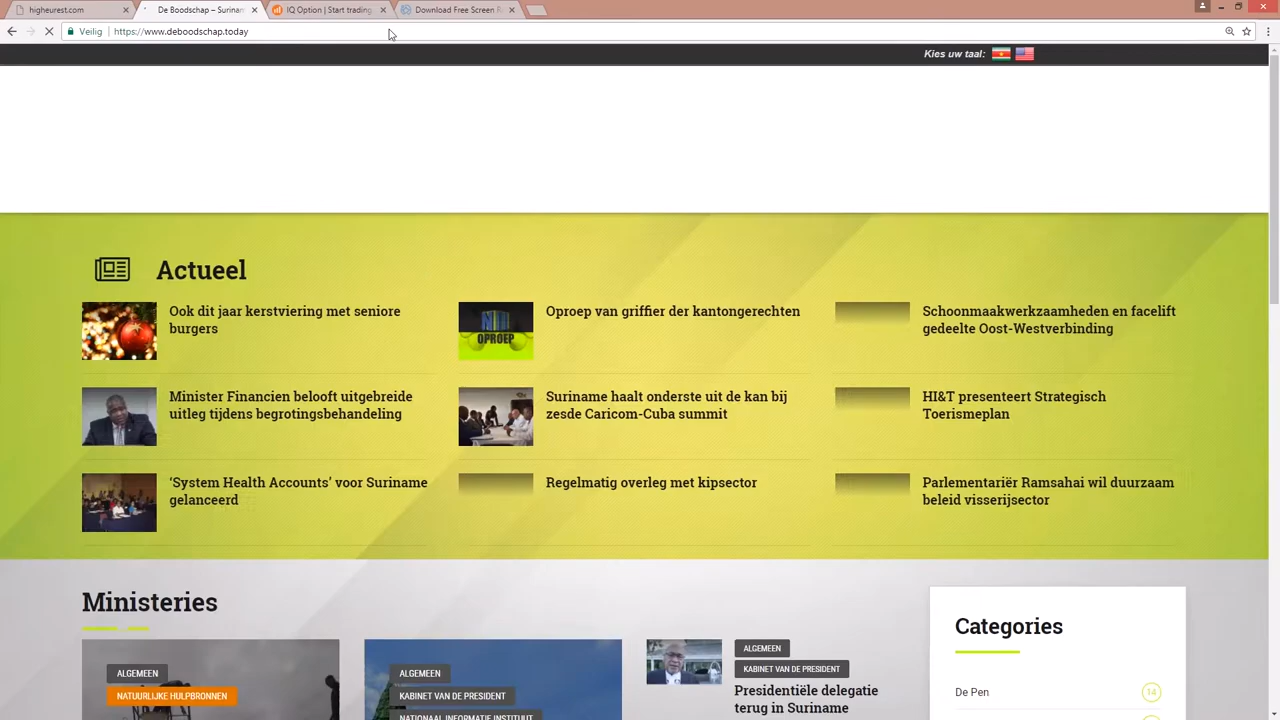 higheurest.com
De Boodschap – Surinam
IQ Option | Start trading
Download Free Screen R
Veilig
https://www.deboodschap.today
Kies uw taal:
Actueel
Ook dit jaar kerstviering met seniore
burgers
Oproep van griffier der kantongerechten
OPROEP
Schoonmaakwerkzaamheden en facelift
gedeelte Oost-Westverbinding
Minister Financien belooft uitgebreide
uitleg tijdens begrotingsbehandeling
Suriname haalt onderste uit de kan bij
zesde Caricom-Cuba summit
HI&T presenteert Strategisch
Toerismeplan
‘System Health Accounts’ voor Suriname
gelanceerd
Regelmatig overleg met kipsector
Parlementariër Ramsahai wil duurzaam
beleid visserijsector
Ministeries
ALGEMEEN
NATUURLIJKE HULPBRONNEN
ALGEMEEN
KABINET VAN DE PRESIDENT
NATIONAAL INFORMATIE INSTITUUT
ALGEMEEN
KABINET VAN DE PRESIDENT
Presidentiële delegatie
terug in Suriname
Categories
De Pen
14